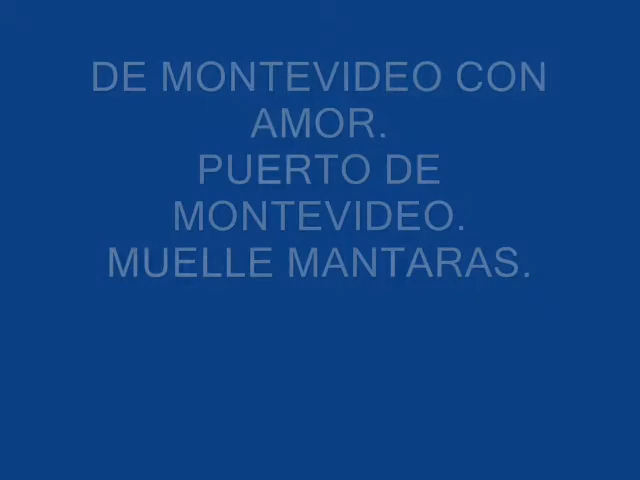 DE MONTEVIDEO CON
AMOR.
PUERTO DE
MONTEVIDEO.
MUELLE MANTARAS.